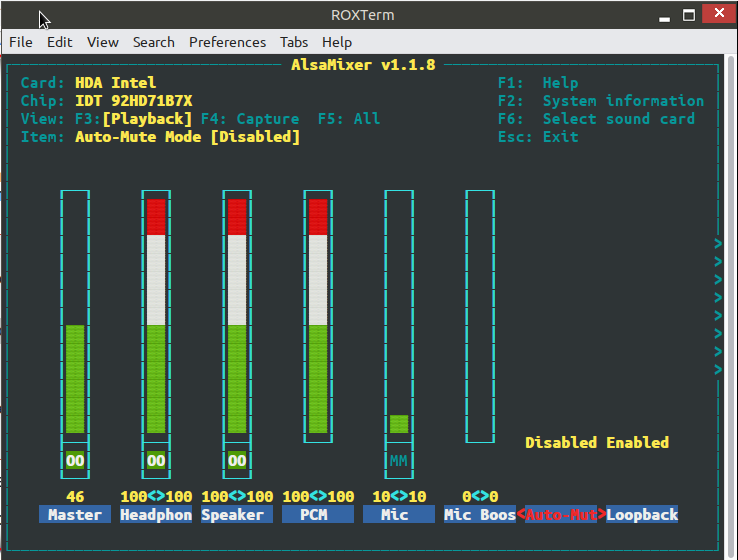 ROXTerm
File Edit View Search Preferences Tabs Help
AlsaMixer v1.1.8
Card: HDA Intel F1: Help
Chip: IDT 92HD71B7X F2: System information
View: F3:[Playback] F4: Capture F5: All F6: Select sound card
Item: Auto-Mute Mode [Disabled] Esc: Exit
>
>
>
>
>
>
>
>
Disabled Enabled
OO OO OO MM
46 100<>100 100<>100 100<>100 10<>10 0<>0
Master Headphon Speaker PCM Mic Mic Boos<Auto-Mut>Loopback